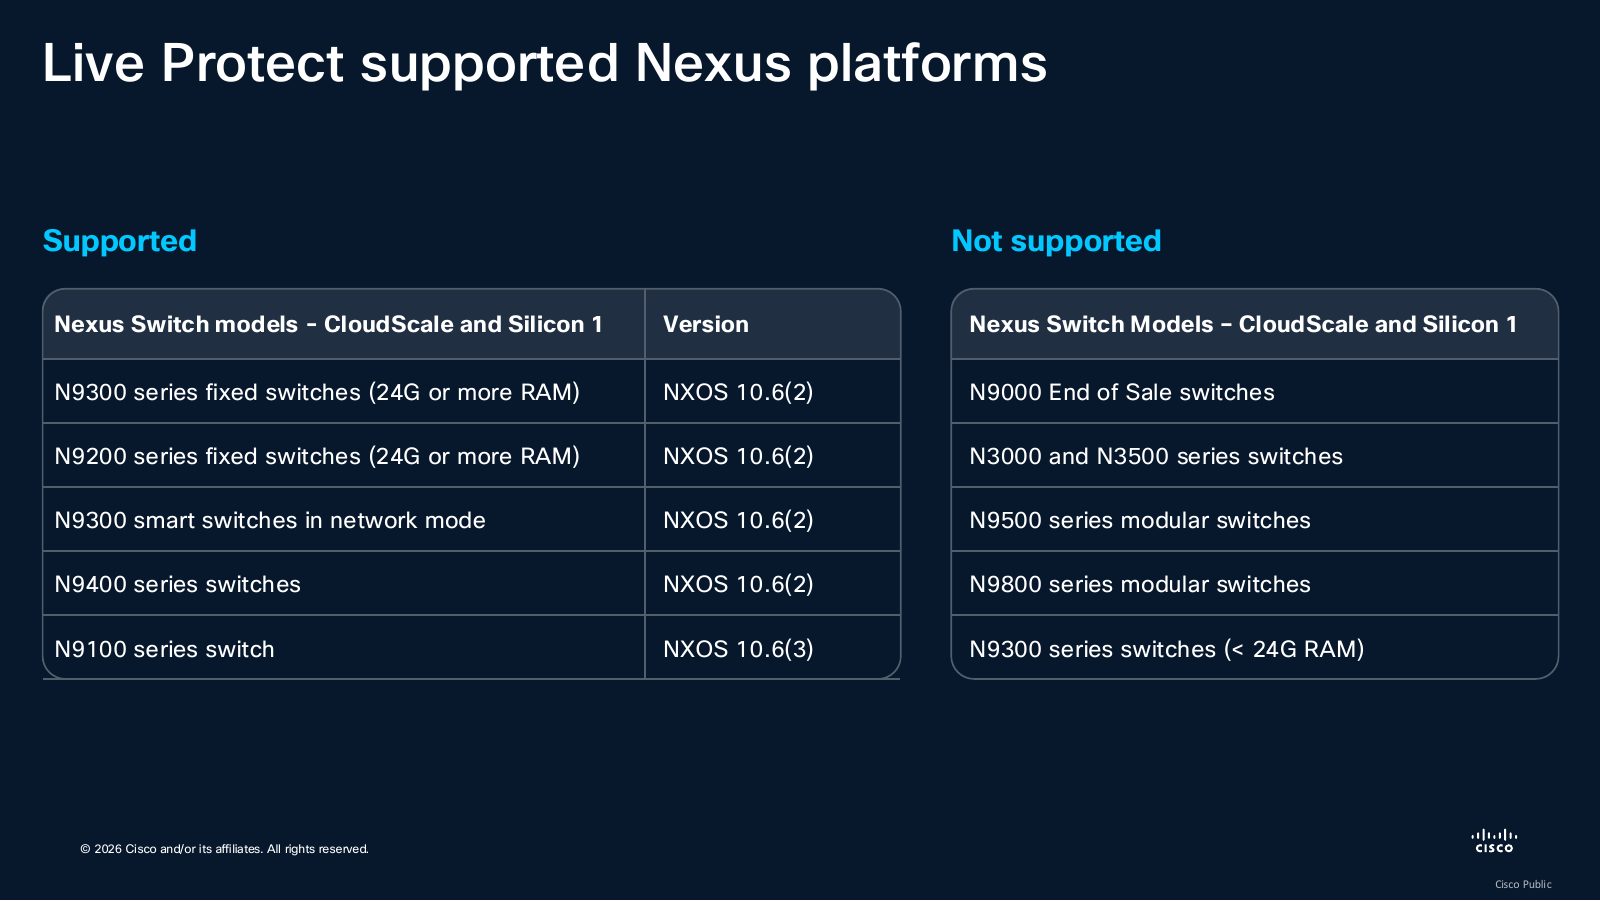 Live Protect supported Nexus platforms
Supported
Nexus Switch models – CloudScale and Silicon 1 Version
N9300 series fixed switches (24G or more RAM) NXOS 10.6(2)
N9200 series fixed switches (24G or more RAM) NXOS 10.6(2)
N9300 smart switches in network mode NXOS 10.6(2)
N9400 series switches NXOS 10.6(2)
N9100 series switch NXOS 10.6(3)
Not supported
Nexus Switch Models – CloudScale and Silicon 1
N9000 End of Sale switches
N3000 and N3500 series switches
N9500 series modular switches
N9800 series modular switches
N9300 series switches (< 24G RAM)
© 2026 Cisco and/or its affiliates. All rights reserved.
CISCO
Cisco Public